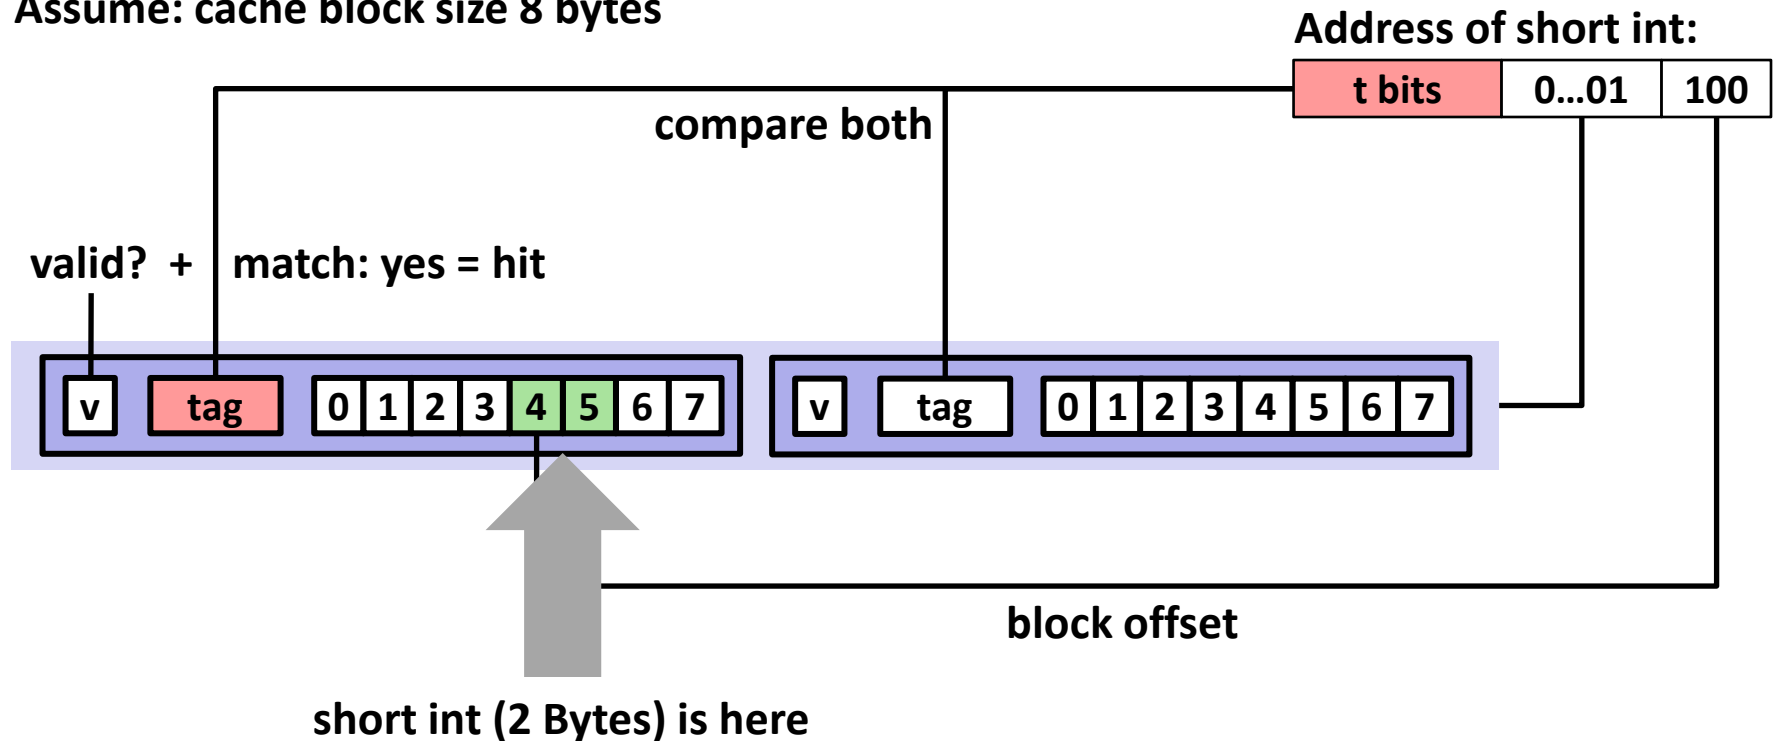 Assume: cache block size 8 bytes
Address of short int:
t bits 0...01 100
compare both
valid? + match: yes = hit
v tag 0 1 2 3 4 5 6 7 v tag 0 1 2 3 4 5 6 7
block offset
short int (2 Bytes) is here